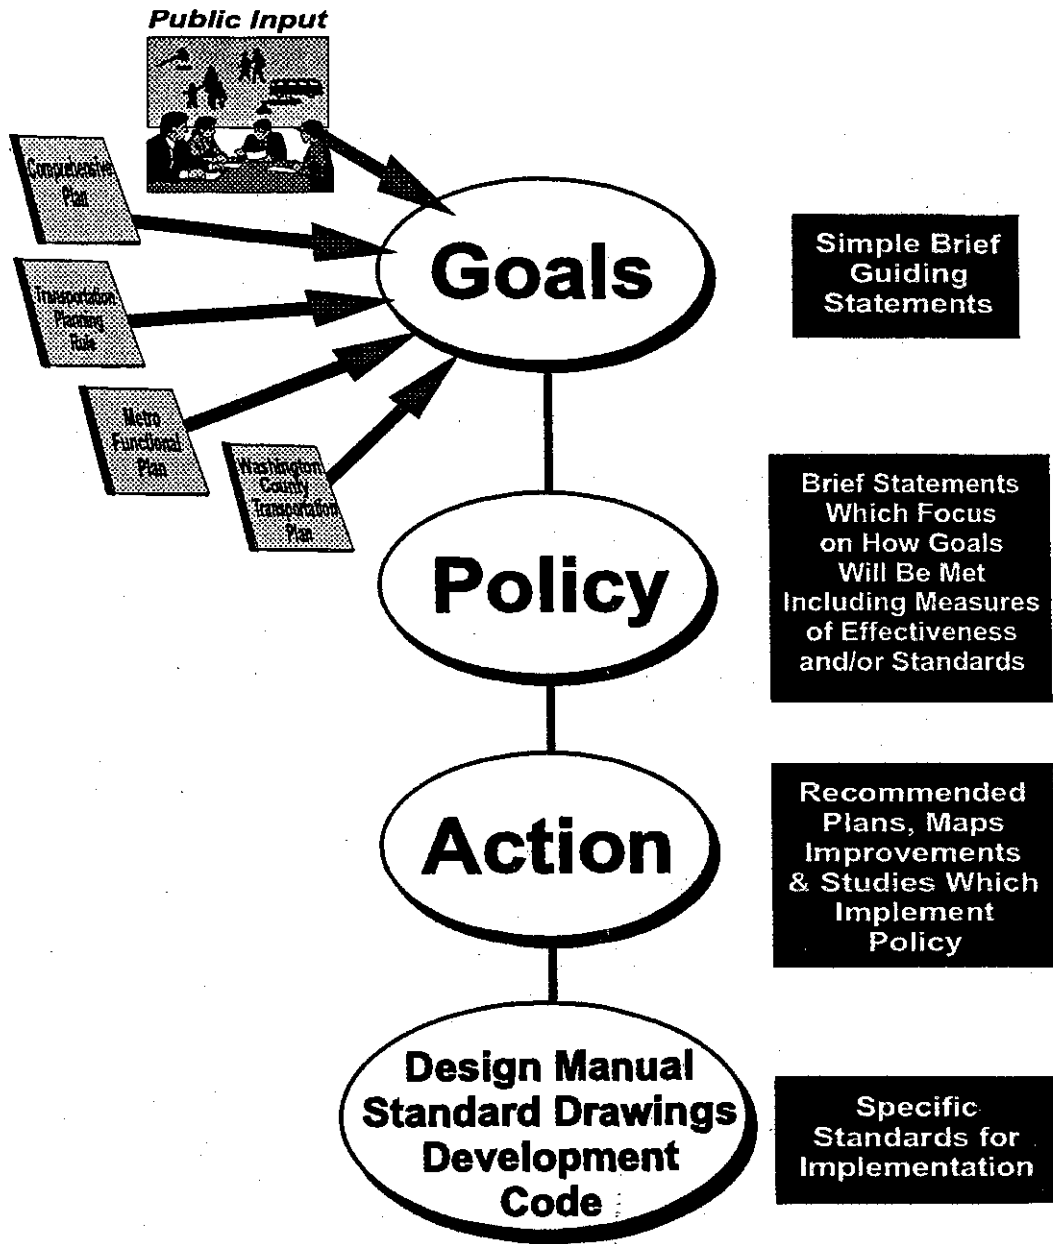 Public Input
Comprehensive
Plan
Transportation
Planning
Rule
Metro
Functional
Plan
Washington
County
Transportation
Plan
Goals
Simple Brief
Guiding
Statements
Policy
Brief Statements
Which Focus
on How Goals
Will Be Met
Including Measures
of Effectiveness
and/or Standards
Action
Recommended
Plans, Maps
Improvements
& Studies Which
Implement
Policy
Design Manual
Standard Drawings
Development
Code
Specific
Standards for
Implementation